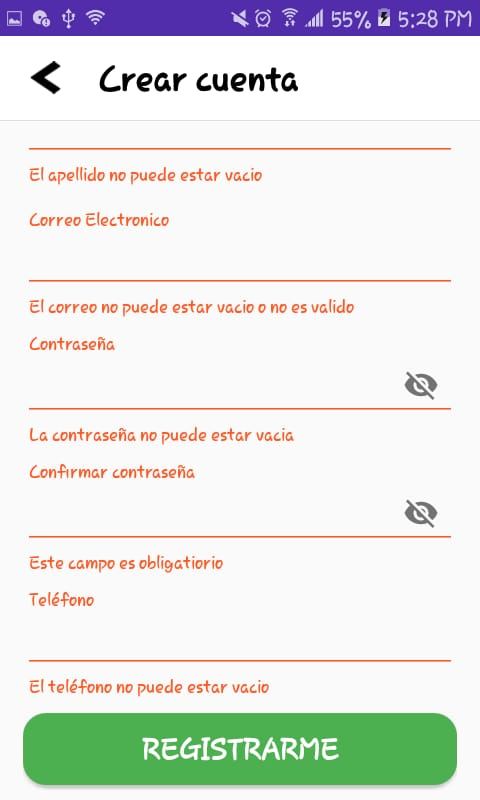 55% 5:28 PM
Crear cuenta
El apellido no puede estar vacio
Correo Electronico
El correo no puede estar vacio o no es valido
Contraseña
La contraseña no puede estar vacia
Confirmar contraseña
Este campo es obligatiorio
Teléfono
El teléfono no puede estar vacio
REGISTRARME